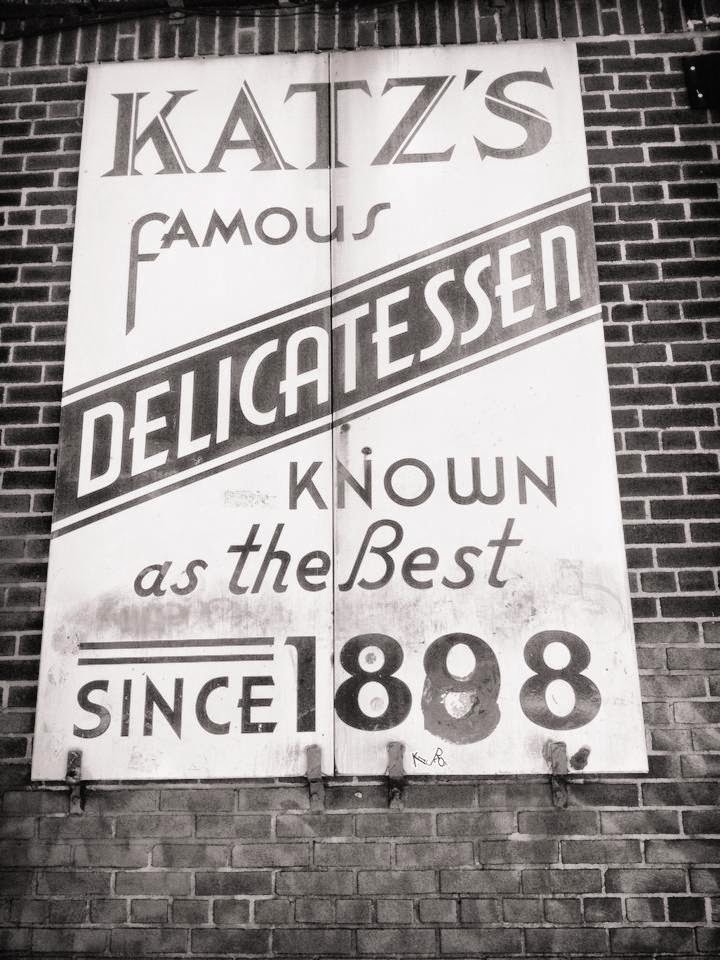 KATZ'S
FAMOUS
DELICATESSEN
KNOWN
as the Best
SINCE 1888